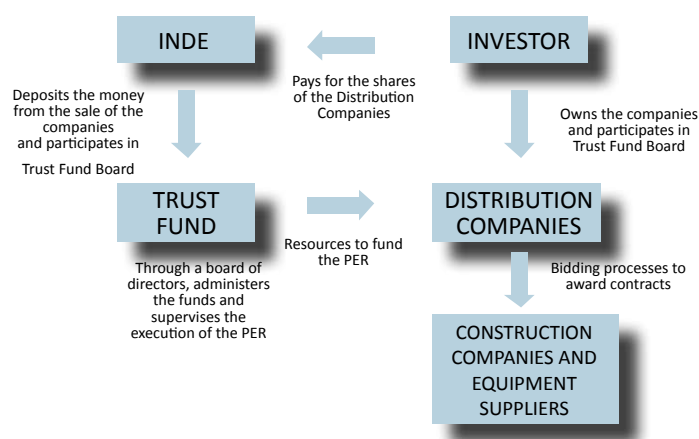 INDE
INVESTOR
Pays for the shares
of the Distribution
Companies
Deposits the money
from the sale of the
companies
and participates in
Trust Fund Board
Owns the companies
and participates in
Trust Fund Board
TRUST
FUND
DISTRIBUTION
COMPANIES
Resources to fund
the PER
Through a board of
directors, administers
the funds and
supervises the
execution of the PER
Bidding processes to
award contracts
CONSTRUCTION
COMPANIES AND
EQUIPMENT
SUPPLIERS